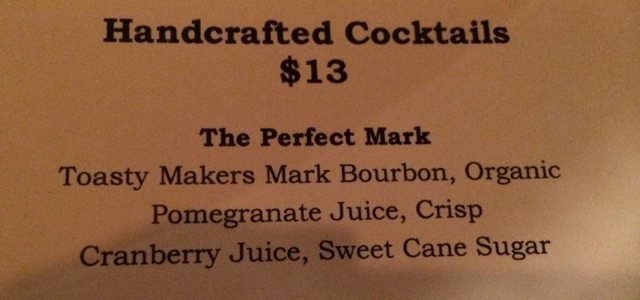 Handcrafted Cocktails
$13
The Perfect Mark
Toasty Makers Mark Bourbon, Organic
Pomegranate Juice, Crisp
Cranberry Juice, Sweet Cane Sugar